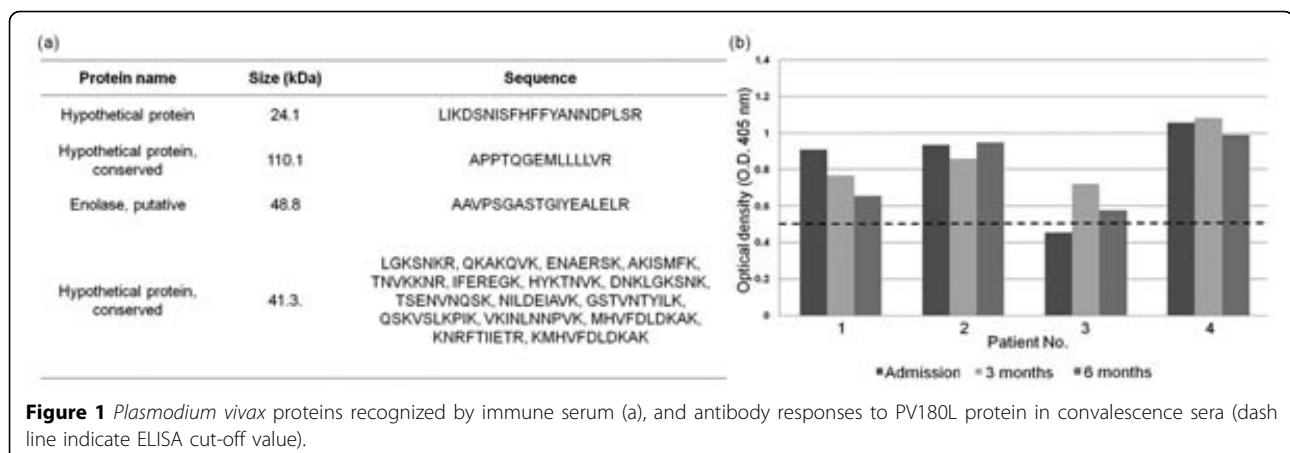 (a)
Protein name Size (kDa) Sequence
Hypothetical protein 24.1 LIKDSNISFHFFYANNDPLSR
Hypothetical protein, conserved 110.1 APPTQGEMLLLLVR
Enolase, putative 48.8 AAVPSGASTGIYEALELR
Hypothetical protein, conserved 41.3.
LGKSNKR, QKAKQVK, ENAERSK, AKISMFK,
TNVKKNR, IFEREGK, HYKTNVK, DNKLGKSNK,
TSENVNQSK, NILDEIAVK, GSTVNTYILK,
QSKVSLKPIK, VKINLNNPVK, MHVFDLDKAK,
KNRFTIIETR, KMHVFDLDKAK
(b)
Optical density (O.D. 405 nm)
1.4
1.2
1
0.8
0.6
0.4
0.2
0
1 2 3 4
Patient No.
Admission 3 months 6 months
Figure 1 Plasmodium vivax proteins recognized by immune serum (a), and antibody responses to PV180L protein in convalescence sera (dash
line indicate ELISA cut-off value).